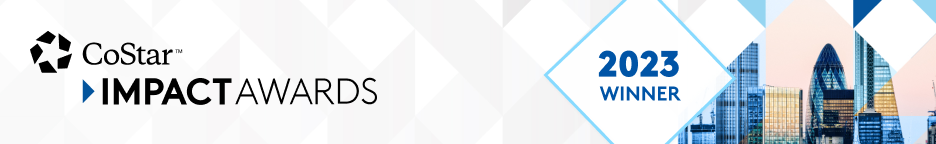 CoStar™
IMPACT AWARDS
2023
WINNER